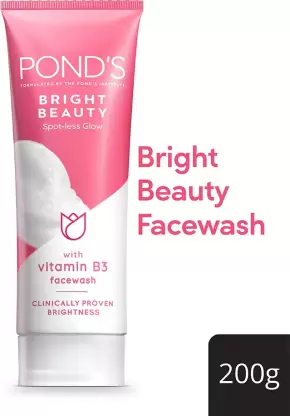 POND'S
FORMULATED BY THE POND'S INSTITUTE
BRIGHT
BEAUTY
Spot-less Glow
with
vitamin B3
facewash
CLINICALLY PROVEN
BRIGHTNESS
Bright
Beauty
Facewash
200g